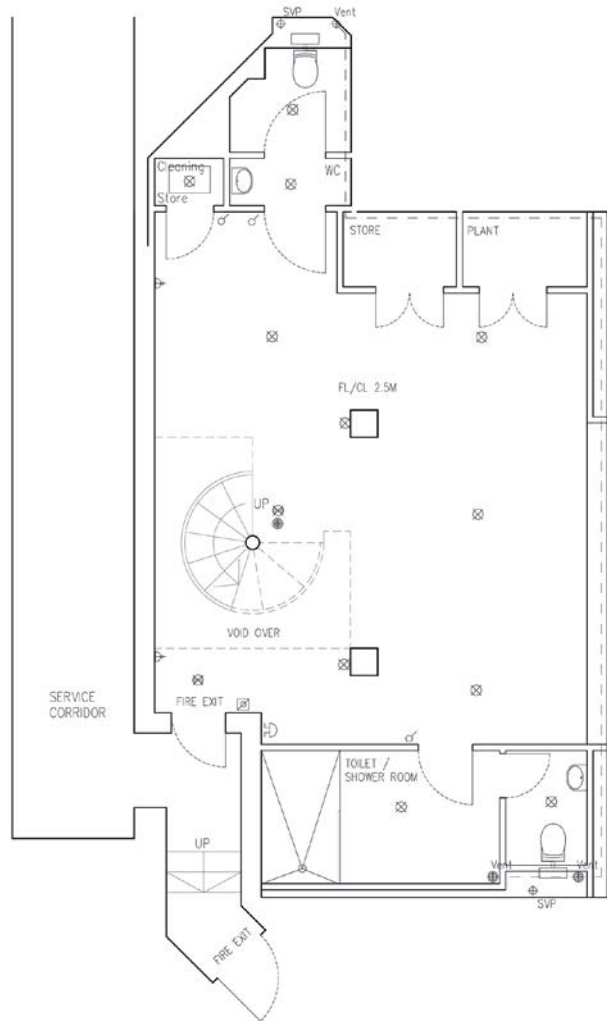 SVP
Vent
Cleaning
Store
WC
STORE
PLANT
FL/CL 2.5M
UP
VOID OVER
FIRE EXIT
SERVICE
CORRIDOR
TOILET /
SHOWER ROOM
UP
Vent
Vent
SVP
FIRE EXIT